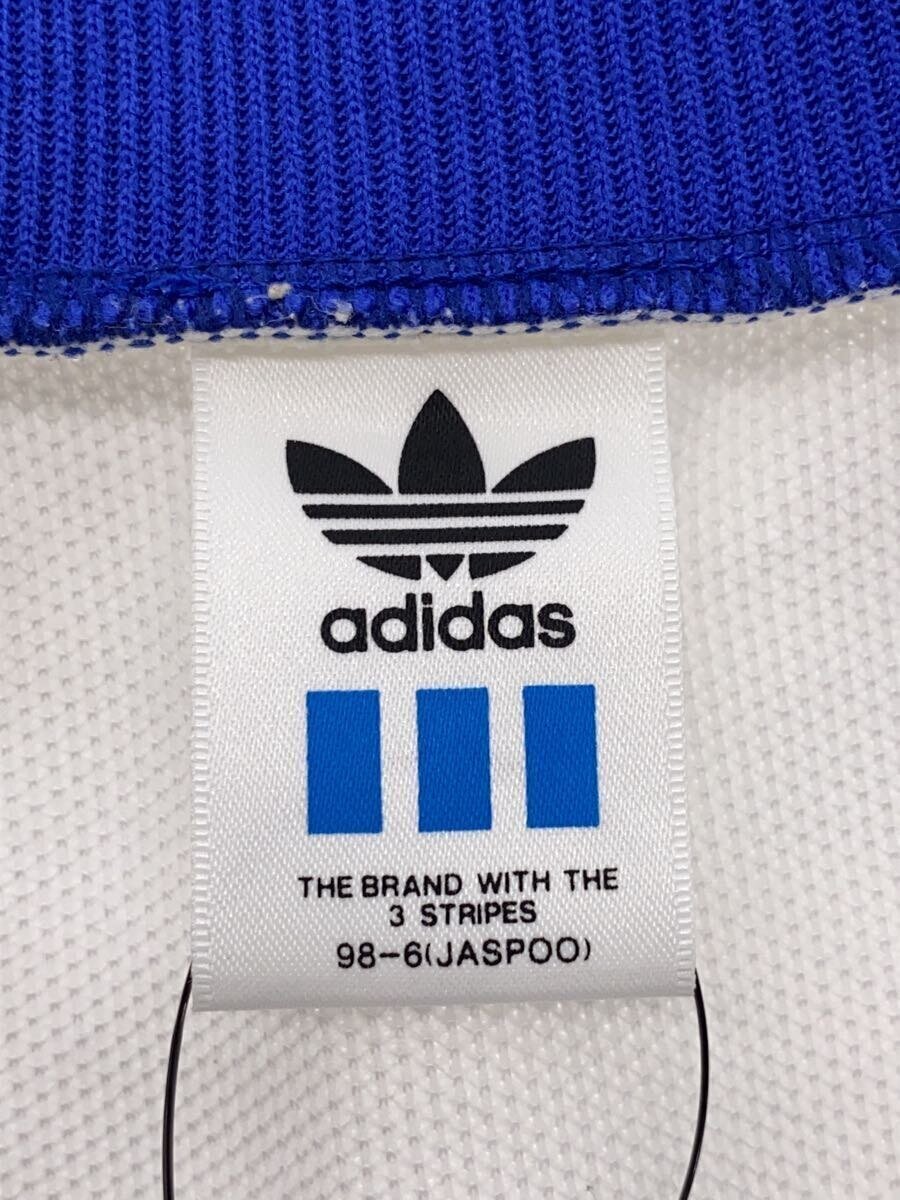 adidas
THE BRAND WITH THE
3 STRIPES
98-6(JASPOO)